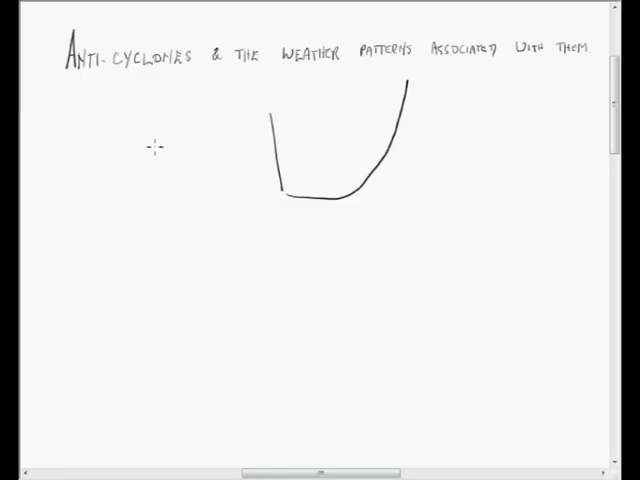 ANTI-CYCLONES & THE WEATHER PATTERNS ASSOCIATED WITH THEM.